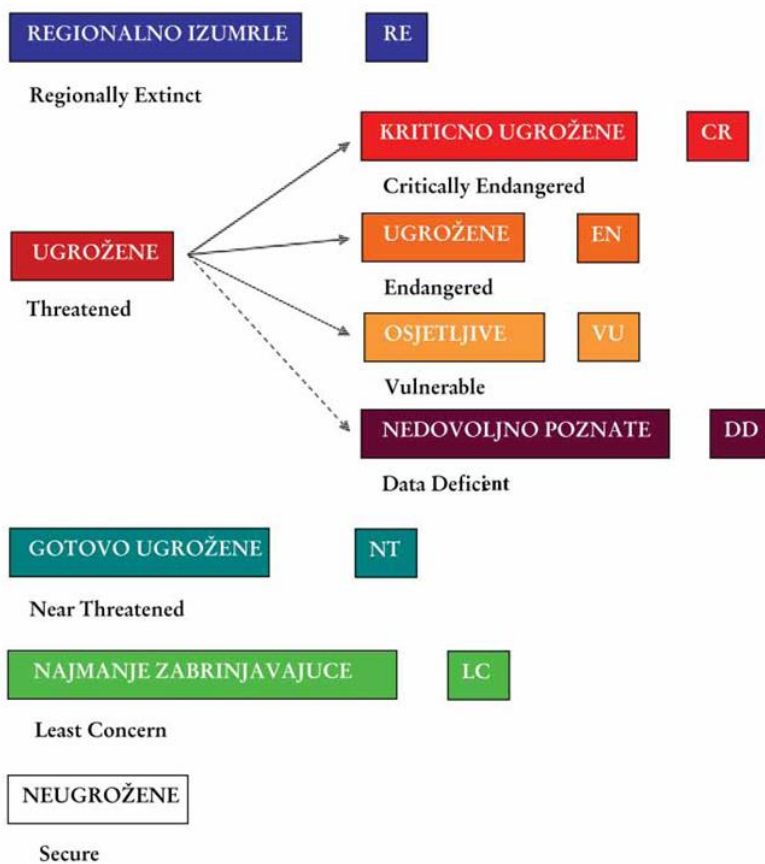 REGIONALNO IZUMRLE RE
Regionally Extinct
KRITICNO UGROŽENE CR
Critically Endangered
UGROŽENE EN
Endangered
UGROŽENE
Threatened
OSJETLJIVE VU
Vulnerable
NEDOVOLJNO POZNATE DD
Data Deficient
GOTOVO UGROŽENE NT
Near Threatened
NAJMANJE ZABRINJAVAJUCE LC
Least Concern
NEUGROŽENE
Secure